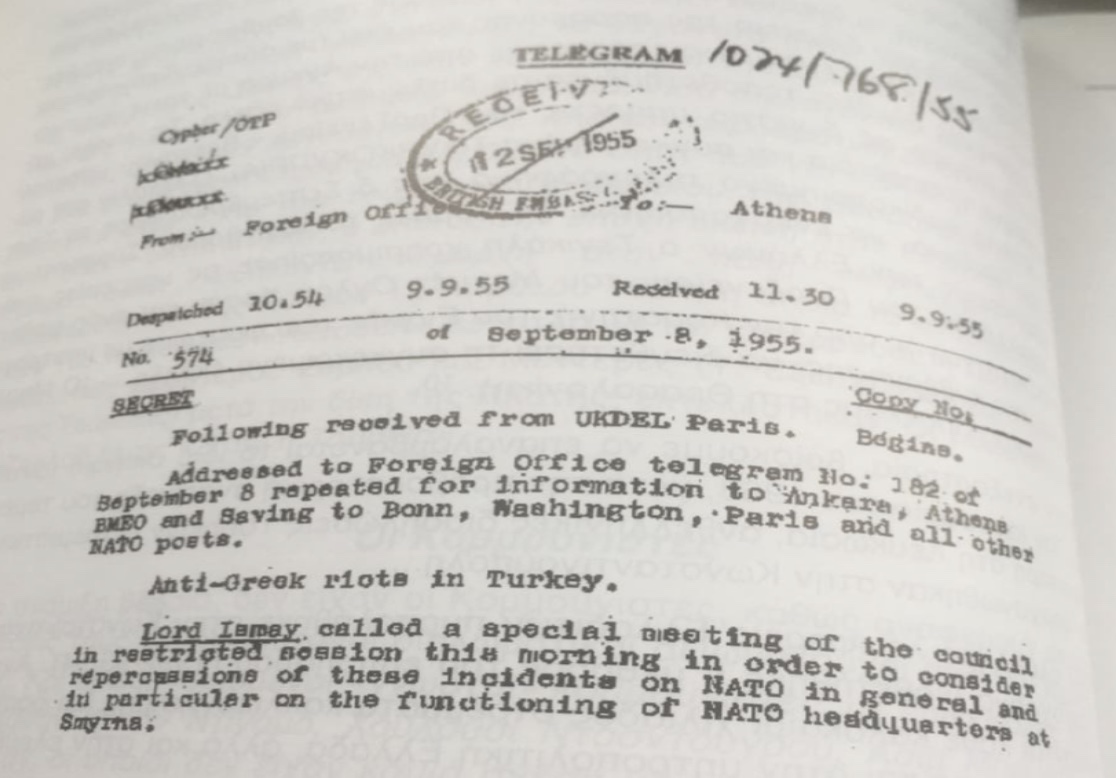 TELEGRAM 1024/768/55
Cypher/OTP
RECEIV
12 SEP 1955
BRITISH EMBAS
From:- Foreign Offi To:- Athens
Despatched 10.54 9.9.55 Received 11.30 9.9.55
No. 574 of September 8, 1955.
SECRET Copy No.
Following received from UKDEL Paris. Begins.
Addressed to Foreign Office telegram No. 182 of
September 8 repeated for information to Ankara, Athens
BMEO and Saving to Bonn, Washington, Paris and all other
NATO posts.
Anti-Greek riots in Turkey.
Lord Ismay called a special meeting of the council
in restricted session this morning in order to consider
repercussions of these incidents on NATO in general and
in particular on the functioning of NATO headquarters at
Smyrna.